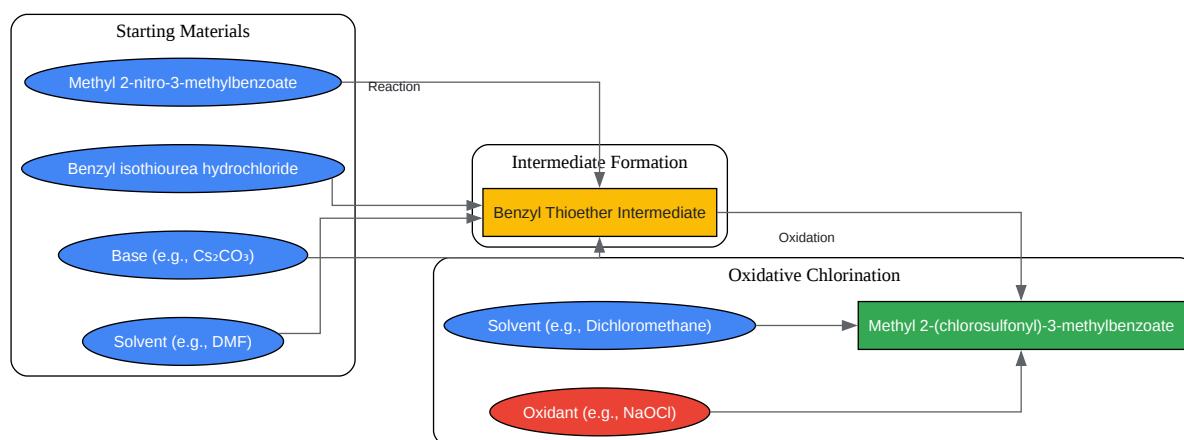 Starting Materials
Methyl 2-nitro-3-methylbenzoate
Reaction
Benzyl isothiourea hydrochloride
Base (e.g., Cs₂CO₃)
Solvent (e.g., DMF)
Intermediate Formation
Benzyl Thioether Intermediate
Oxidation
Oxidative Chlorination
Solvent (e.g., Dichloromethane)
Methyl 2-(chlorosulfonyl)-3-methylbenzoate
Oxidant (e.g., NaOCl)